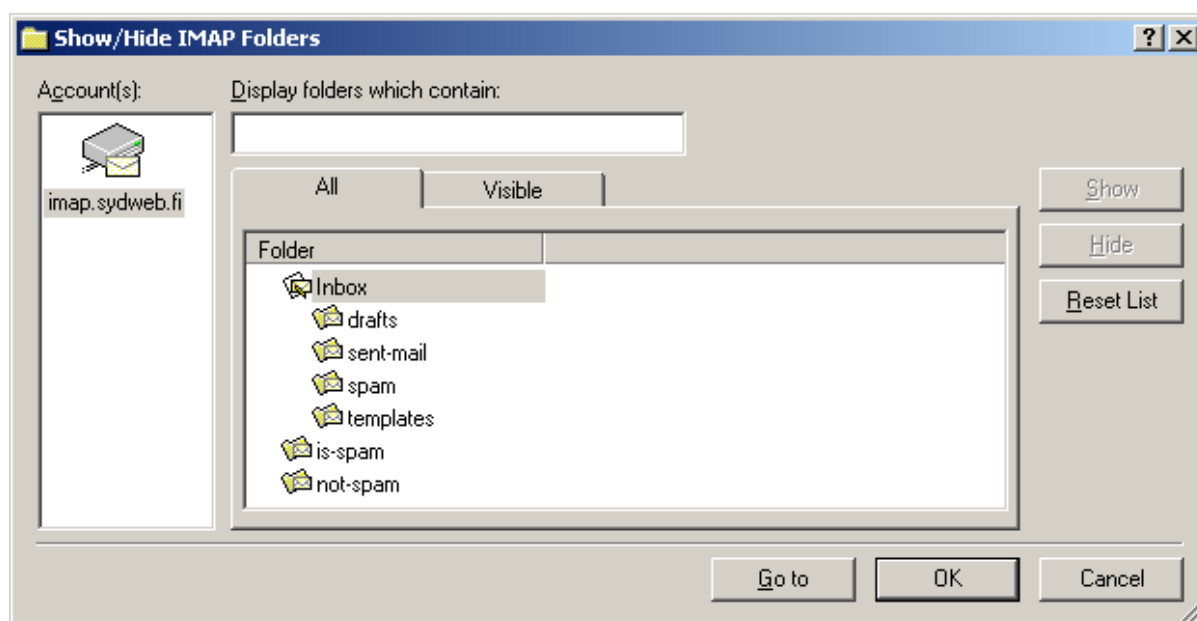 Show/Hide IMAP Folders
Account(s):
Display folders which contain:
imap.sydweb.fi
All
Visible
Show
Hide
Reset List
Folder
Inbox
drafts
sent-mail
spam
templates
is-spam
not-spam
Go to
OK
Cancel